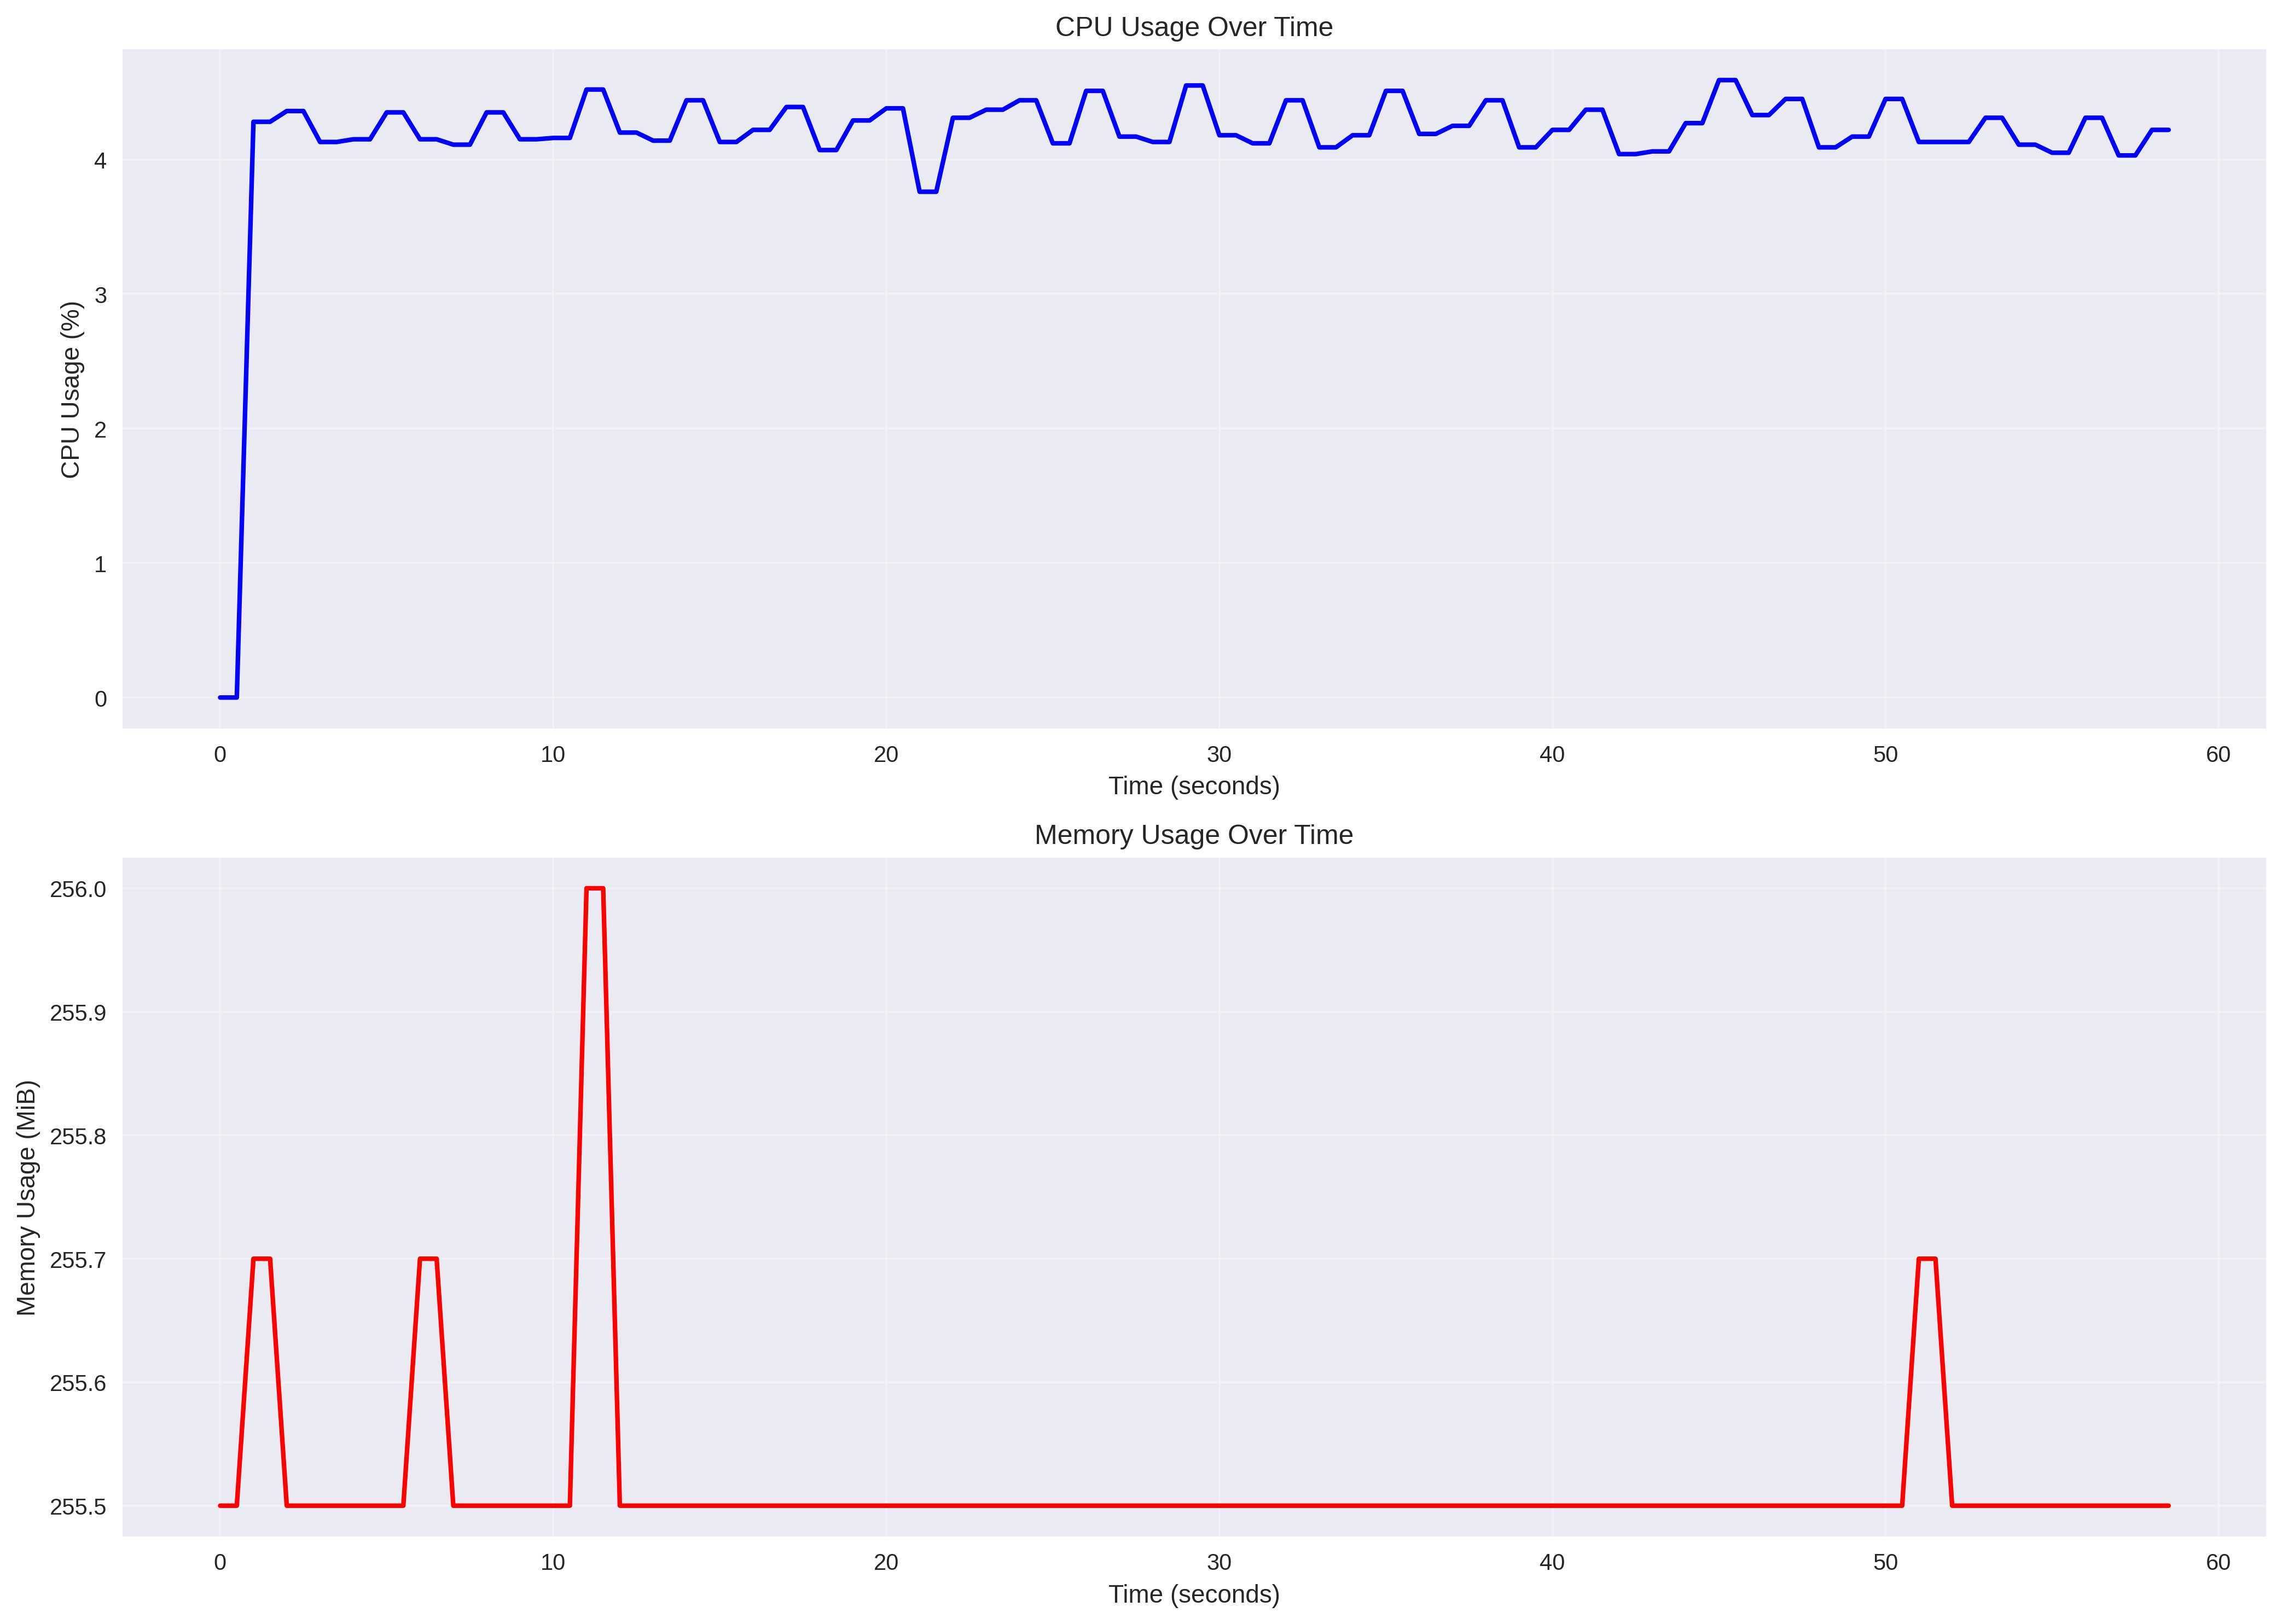 CPU Usage Over Time
CPU Usage (%)
4
3
2
1
0
0 10 20 30 40 50 60
Time (seconds)
Memory Usage Over Time
Memory Usage (MiB)
256.0
255.9
255.8
255.7
255.6
255.5
0 10 20 30 40 50 60
Time (seconds)